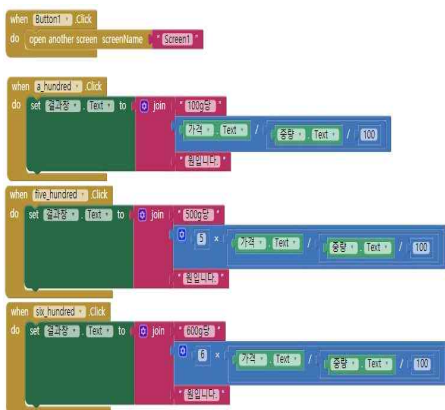 when Button1 .Click
do open another screen screenName " Screen1 "
when a_hundred .Click
do set 결과창 . Text to join " 100g당 "
가격 . Text / 중량 . Text / 100
" 원입니다. "
when five_hundred .Click
do set 결과창 . Text to join " 500g당 "
5 × 가격 . Text / 중량 . Text / 100
" 원입니다. "
when six_hundred .Click
do set 결과창 . Text to join " 600g당 "
6 × 가격 . Text / 중량 . Text / 100
" 원입니다. "